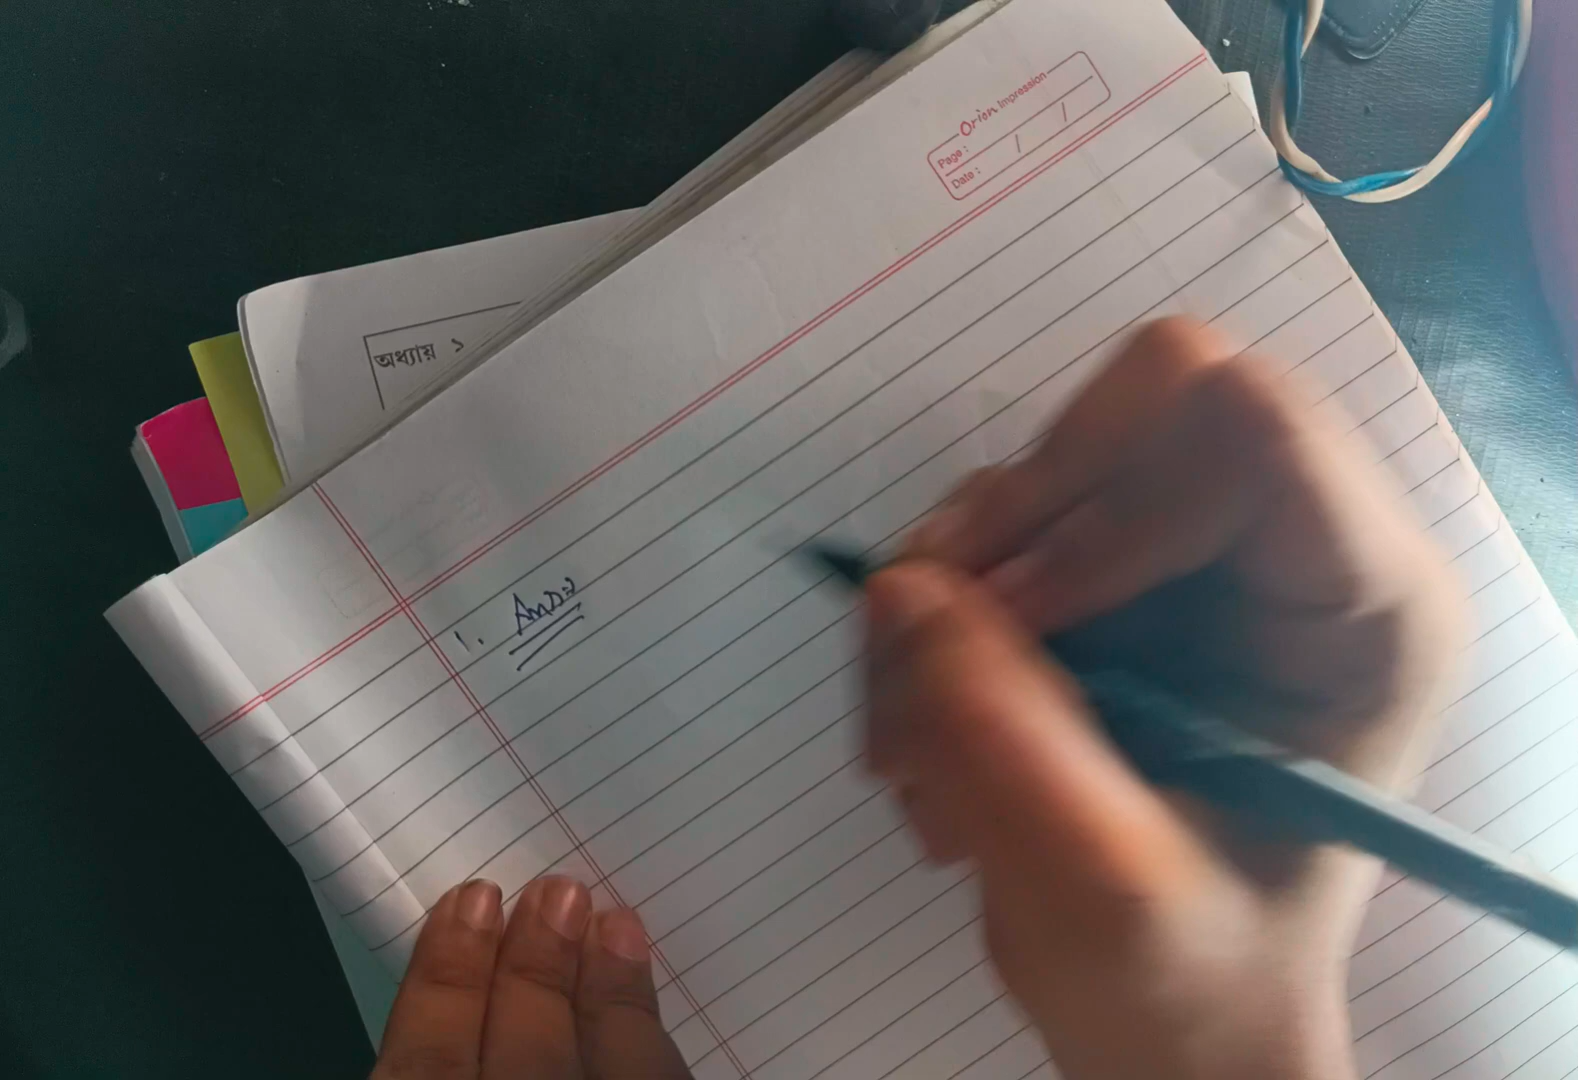 Orion Impression
Page :
Date : / /
অধ্যায় ১
1. Ans: